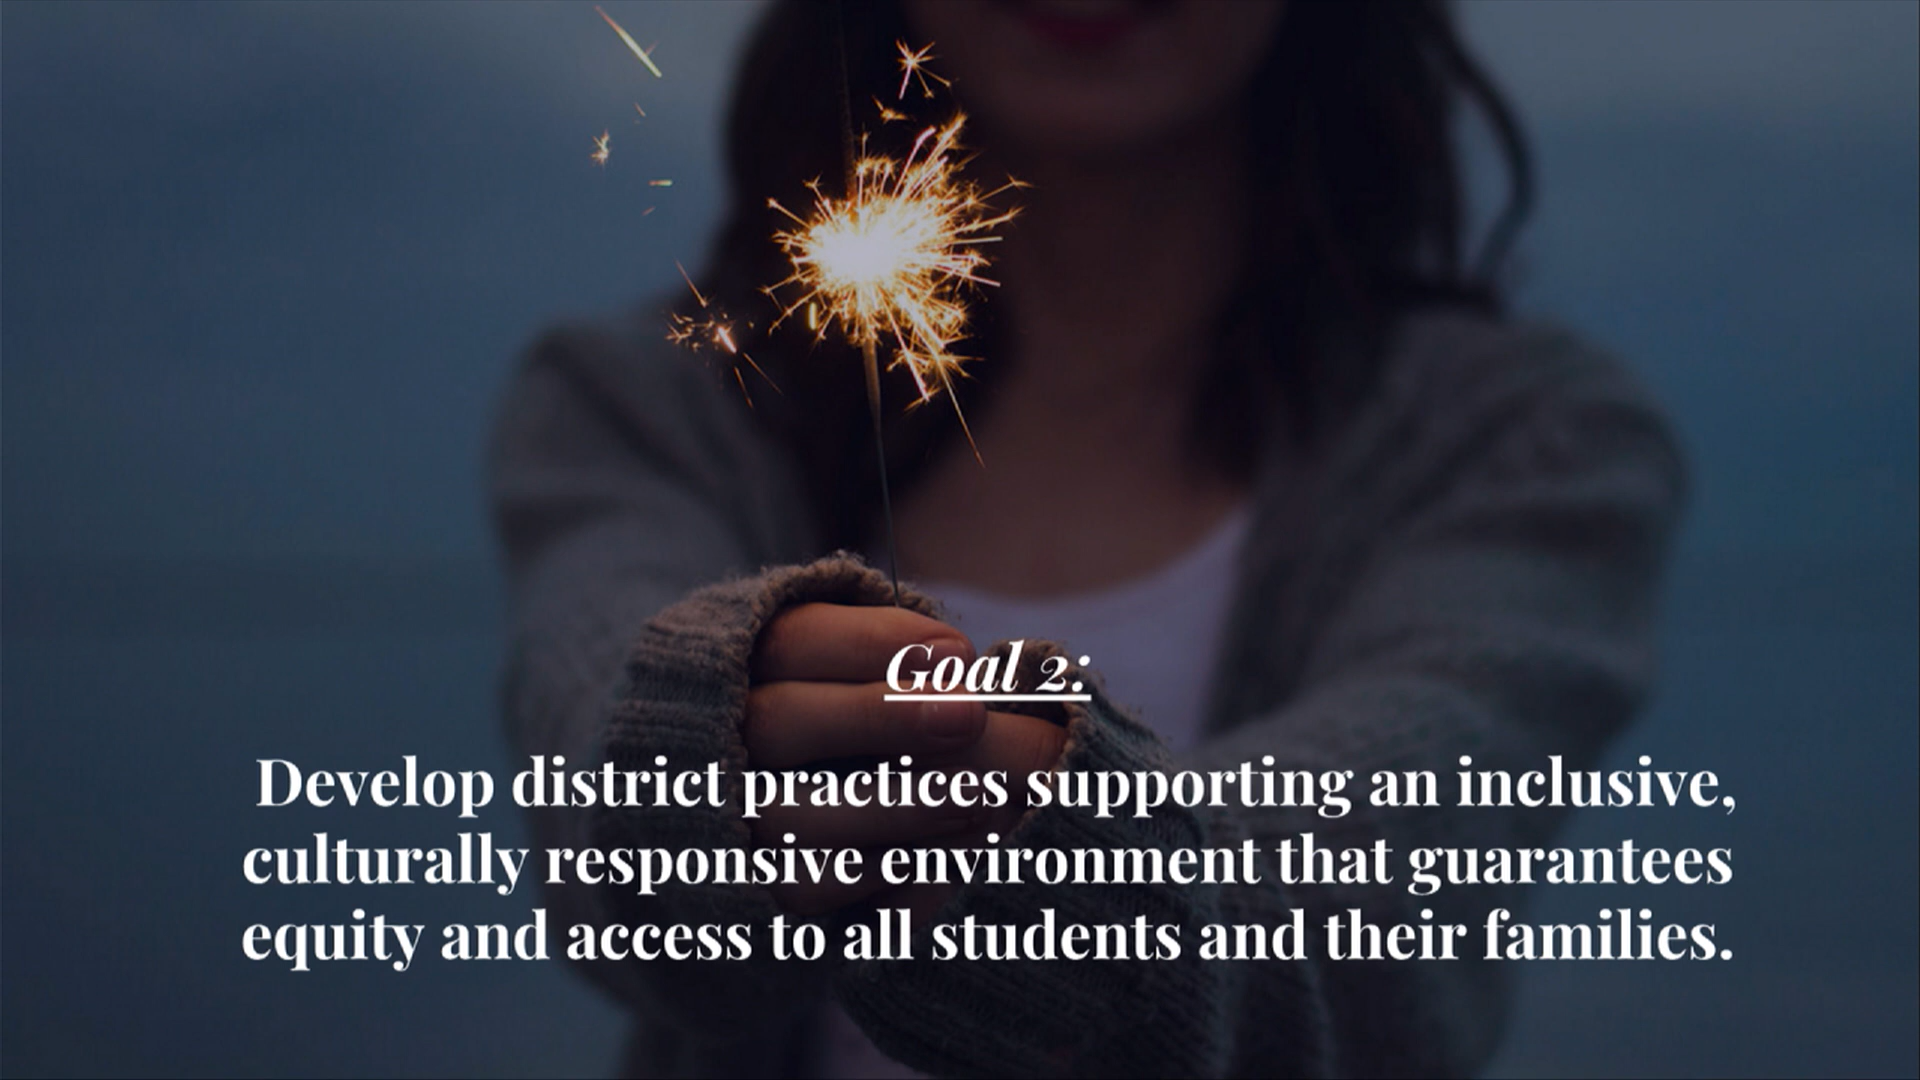 Goal 2:
Develop district practices supporting an inclusive,
culturally responsive environment that guarantees
equity and access to all students and their families.